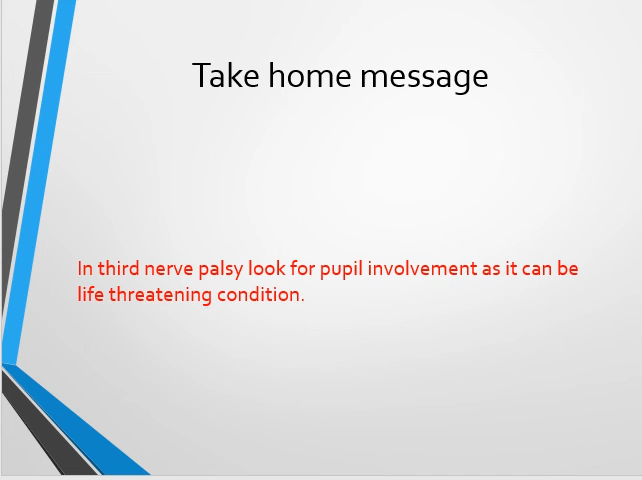 Take home message
In third nerve palsy look for pupil involvement as it can be
life threatening condition.